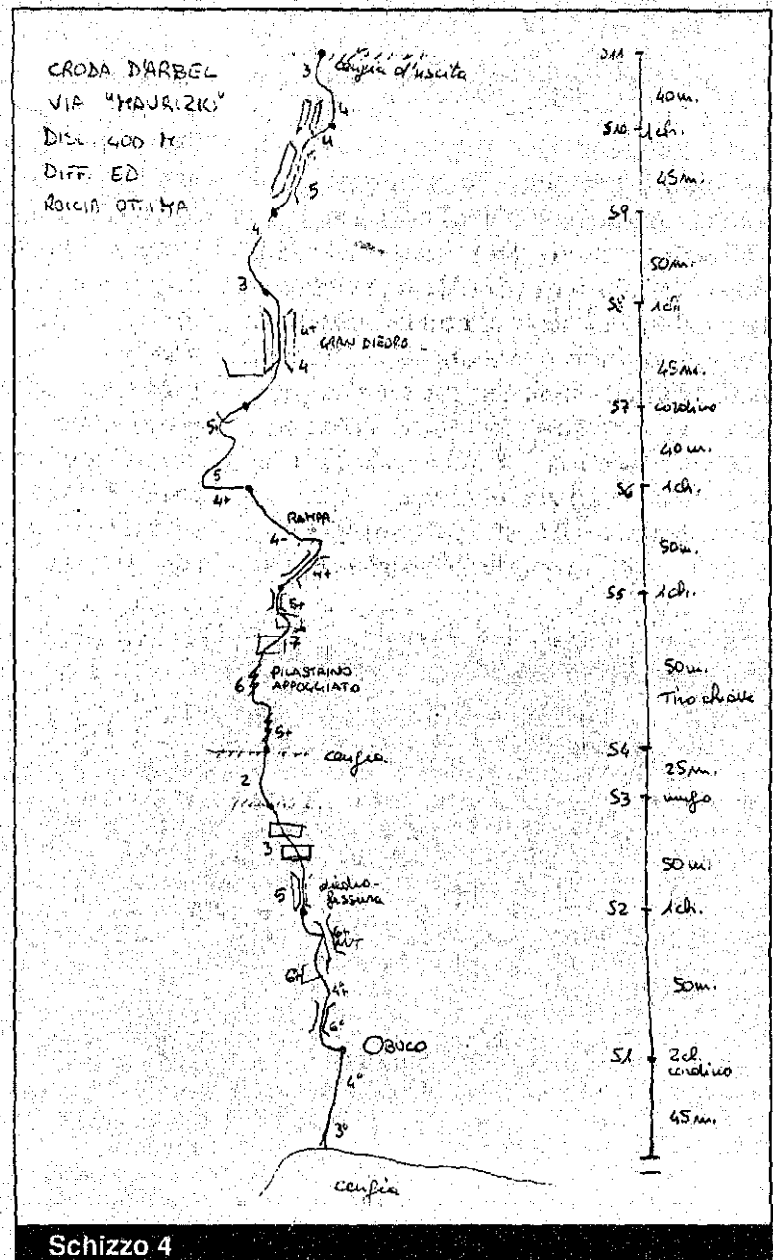 CRODA D'ARBEL
VIA "MAURIZIO"
DISL. 400 M
DIFF. ED
ROCCIA OTTIMA
3
cengia d'uscita
4
4
5
4
3
4+
GRAN DIEDRO
4
5+
5
4+
RAMPA
4-
4+
5+
7
PILASTRINO
APPOGGIATO
6
5+
cengia
2
3
5
diedro-
fessura
6+
NUT
6+
4+
6°
BUCO
4°
3°
cengia
S11
40m.
S10 1ch.
45m.
S9
50m.
S8 1ch
45m.
S7 cordino
40m.
S6 1ch.
50m.
S5 1ch.
50m.
Tiro chiave
S4
25m.
S3 mugo
50m.
S2 1ch.
50m.
S1 2ch.
cordino
45m.
Schizzo 4